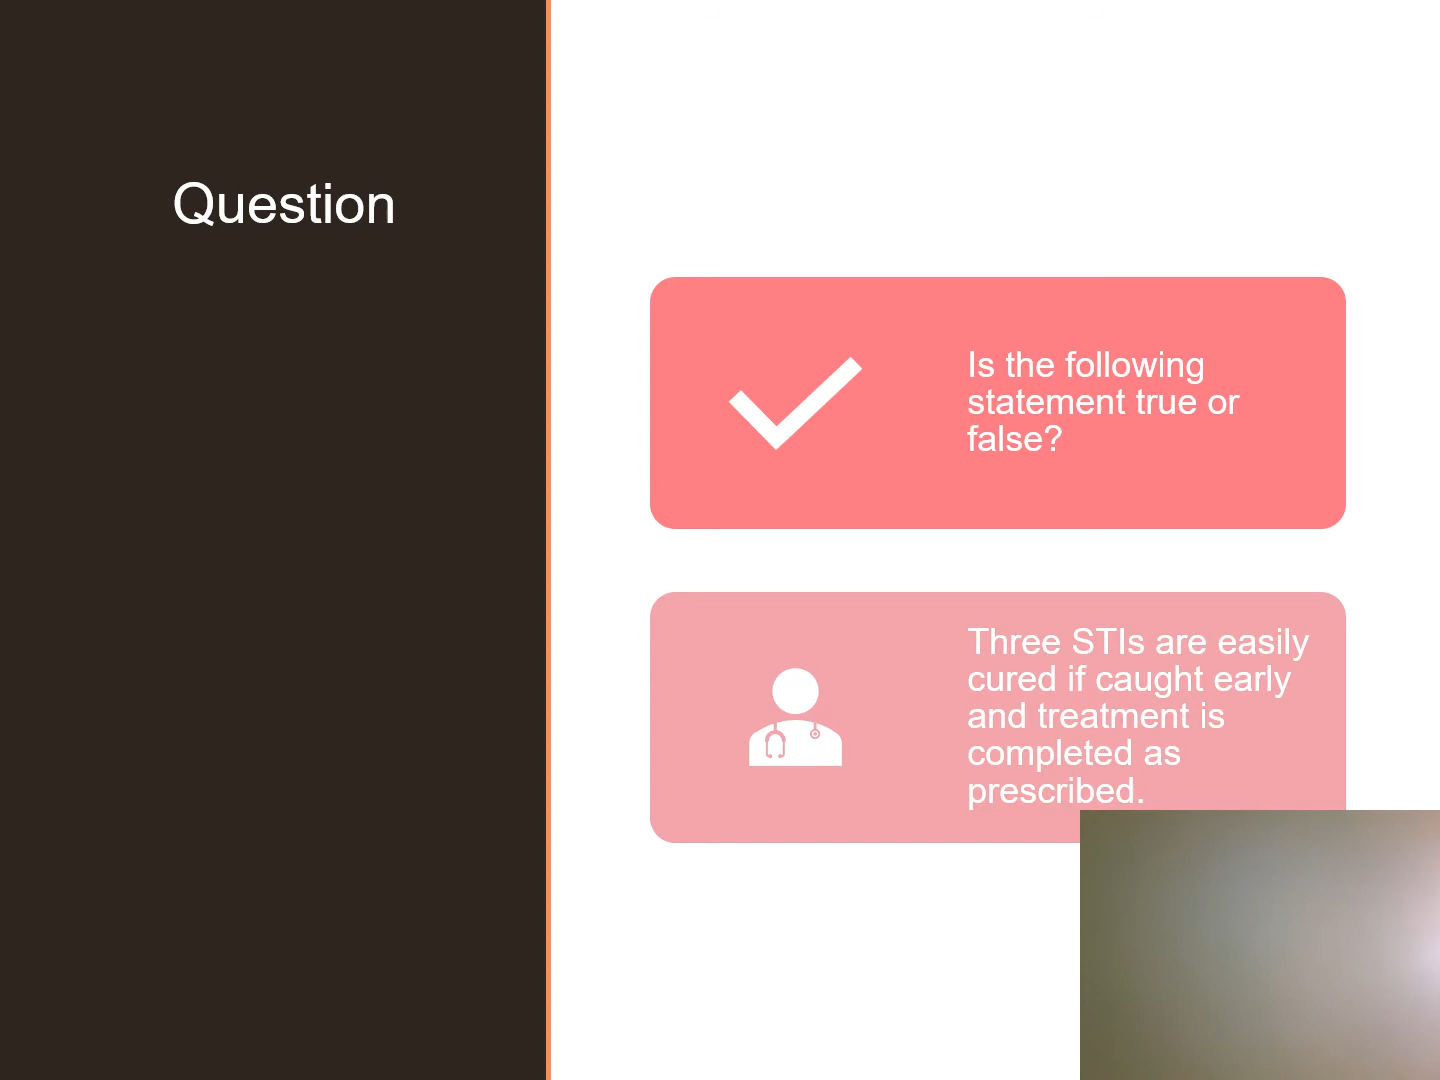 Question
Is the following
statement true or
false?
Three STIs are easily
cured if caught early
and treatment is
completed as
prescribed.